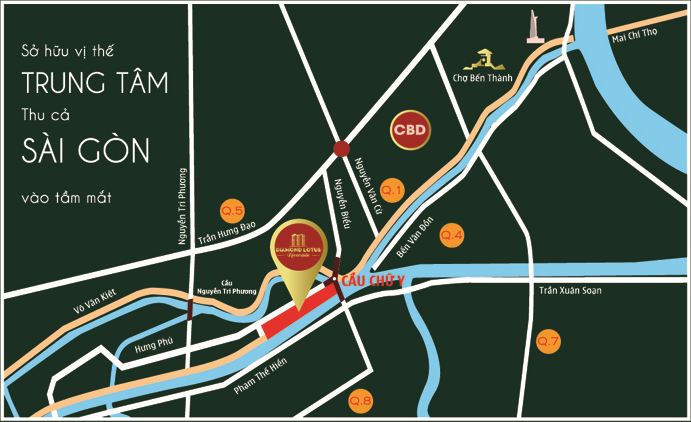 Sở hữu vị thế
TRUNG TÂM
Thu cả
SÀI GÒN
vào tầm mắt
Mai Chí Thọ
Chợ Bến Thành
CBD
Nguyễn Tri Phương
Nguyễn Văn Cừ
Nguyễn Biểu
Q.1
Q.5
Trần Hưng Đạo
Q.4
Bến Vân Đồn
DIAMOND LOTUS
Riverside
Cầu
Nguyễn Tri Phương
CẦU CHỮ Y
Võ Văn Kiệt
Trần Xuân Soạn
Hưng Phú
Phạm Thế Hiển
Q.7
Q.8